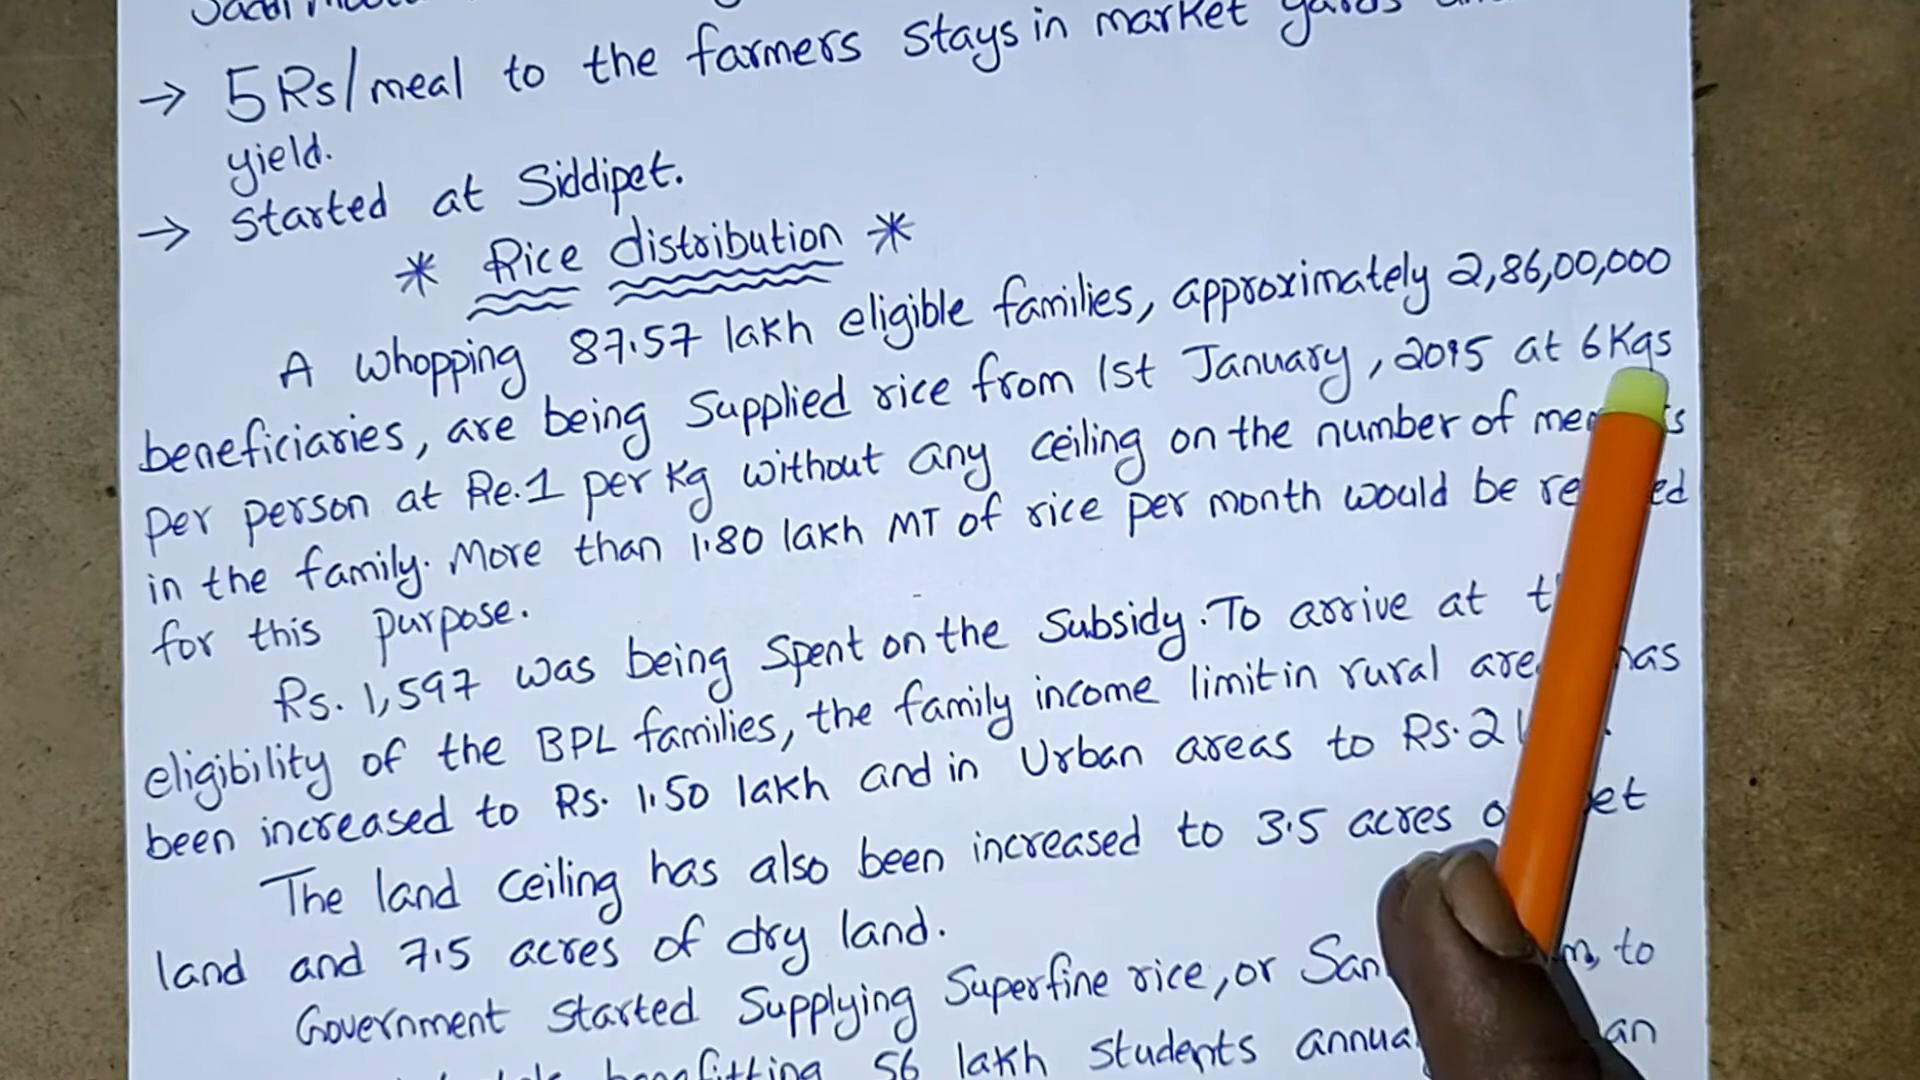 → 5Rs/meal to the farmers stays in market yards
yield.
→ started at Siddipet.
* Rice distribution *
A whopping 87.57 lakh eligible families, approximately 2,86,00,000
beneficiaries, are being supplied rice from 1st January, 2015 at 6Kgs
per person at Re.1 per kg without any ceiling on the number of
in the family. More than 1.80 lakh MT of rice per month would be
for this purpose.
Rs. 1,597 was being spent on the Subsidy. To arrive at
eligibility of the BPL families, the family income limit in rural has
been increased to Rs. 1.50 lakh and in Urban areas to Rs. 2
The land ceiling has also been increased to 3.5 acres
land and 7.5 acres of dry land.
Government started Supplying Superfine rice, or to
benefitting 56 lakh students